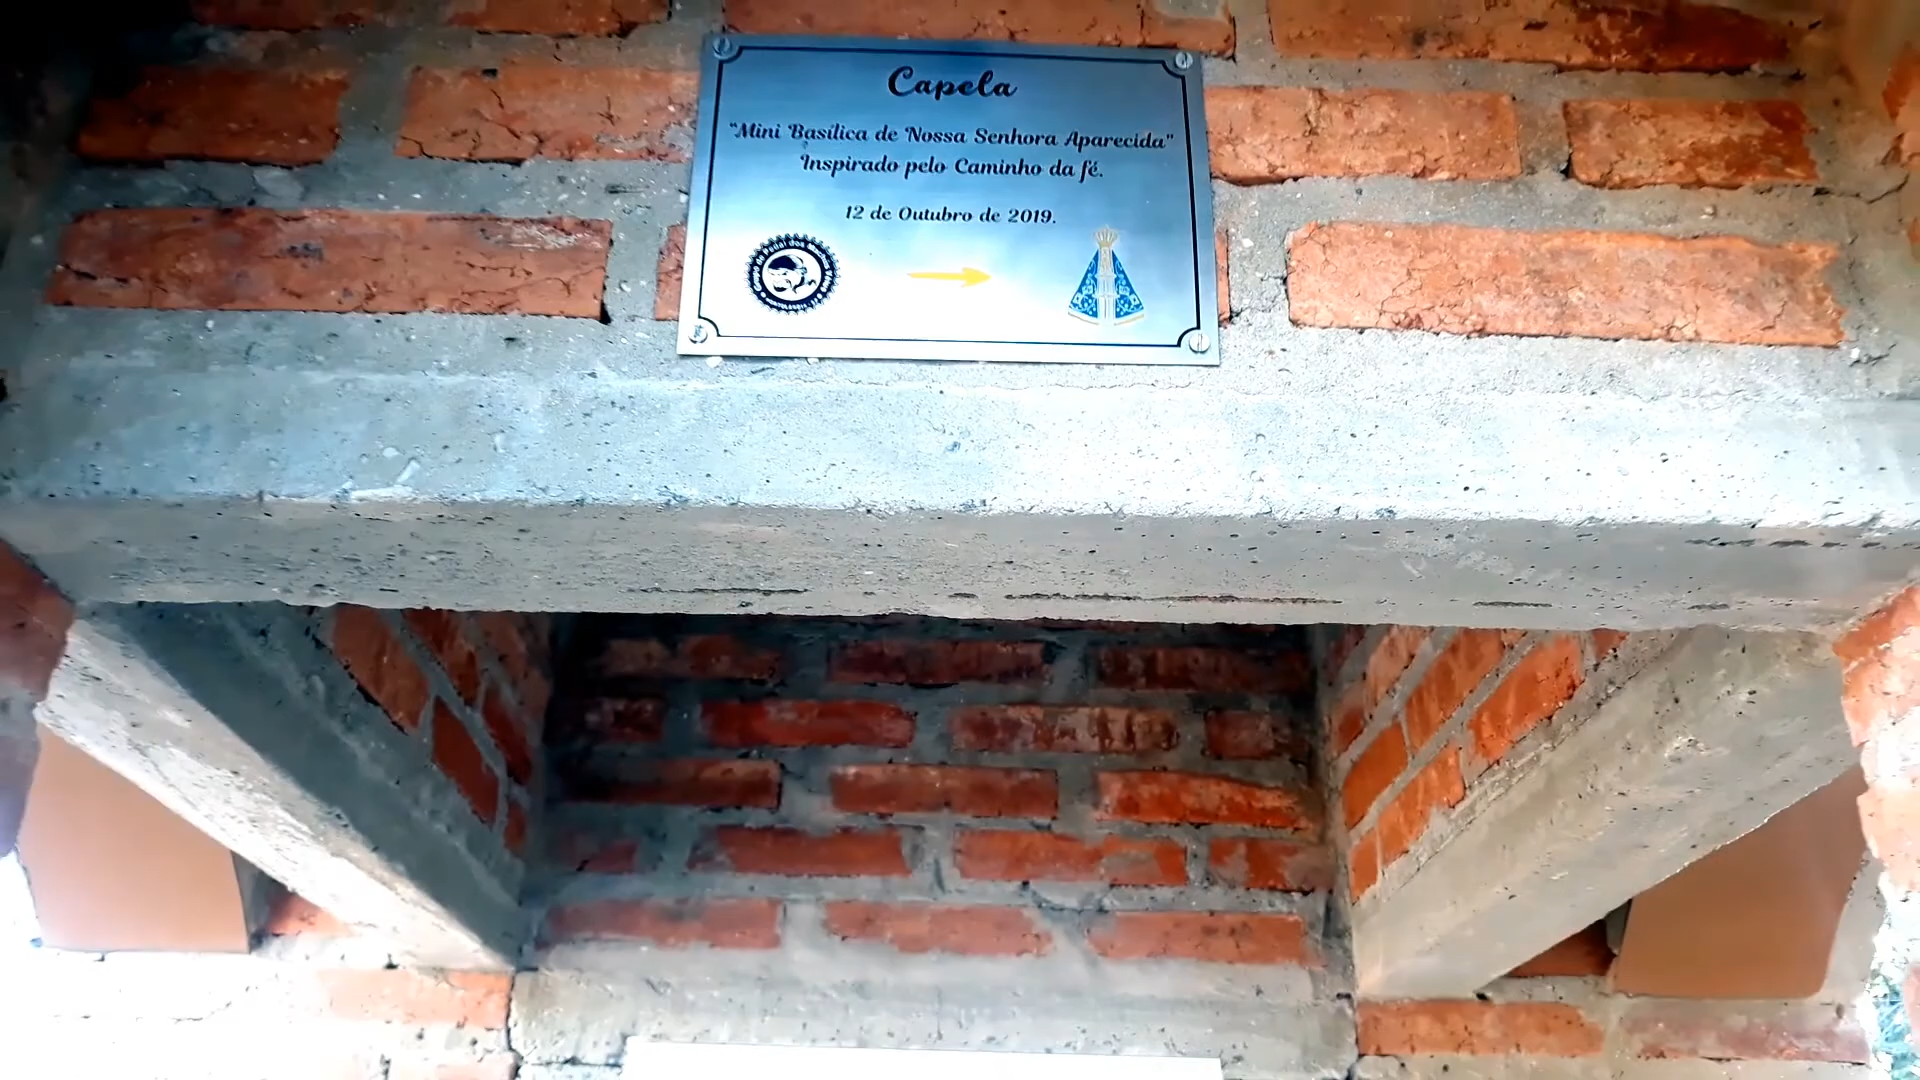 Capela
"Mini Basílica de Nossa Senhora Aparecida"
Inspirado pelo Caminho da fé.
12 de Outubro de 2019.